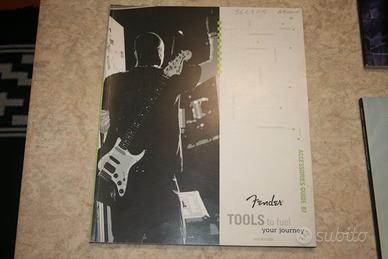 ACCESSORIES GUIDE 07
Fender
TOOLS to fuel
your journey
subito